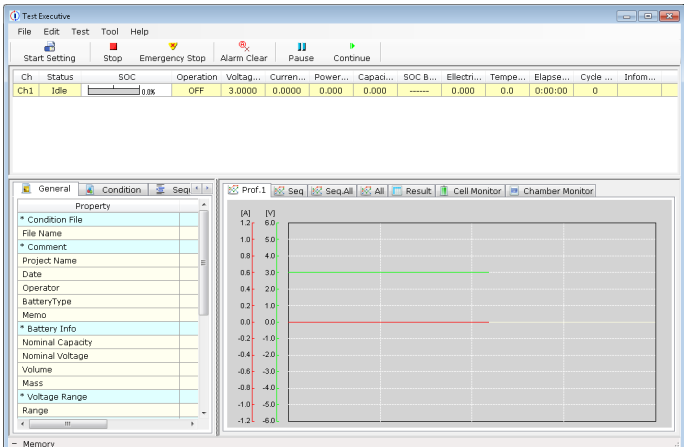 Test Executive
File Edit Test Tool Help
Start Setting Stop Emergency Stop Alarm Clear Pause Continue
Ch Status SOC Operation Voltag... Curren... Power... Capaci... SOC B... Ellectri... Tempe... Elapse... Cycle ... Infom...
Ch1 Idle 0.0% OFF 3.0000 0.0000 0.000 0.000 ------ 0.000 0.0 0:00:00 0
General Condition Sequ
Prof.1 Seq Seq.All All Result Cell Monitor Chamber Monitor
Property
* Condition File
File Name
* Comment
Project Name
Date
Operator
BatteryType
Memo
* Battery Info
Nominal Capacity
Nominal Voltage
Volume
Mass
* Voltage Range
Range
[A] [V]
1.2 6.0
1.0 5.0
0.8 4.0
0.6 3.0
0.4 2.0
0.2 1.0
0.0 0.0
-0.2 -1.0
-0.4 -2.0
-0.6 -3.0
-0.8 -4.0
-1.0 -5.0
-1.2 -6.0
Memory